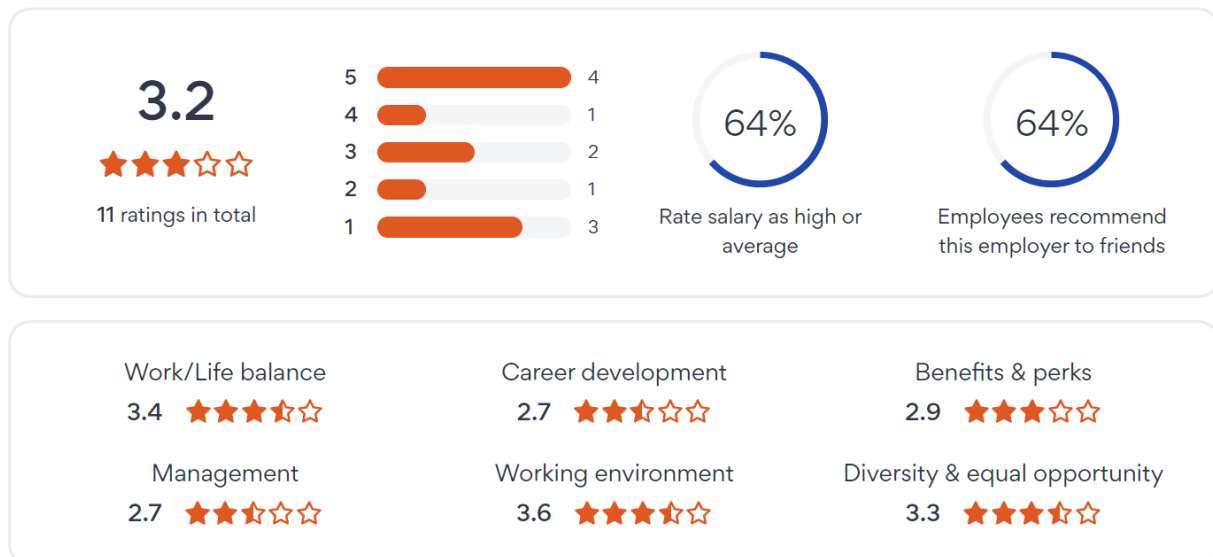 3.2
11 ratings in total
5 4
4 1
3 2
2 1
1 3
64%
Rate salary as high or
average
64%
Employees recommend
this employer to friends
Work/Life balance
3.4
Career development
2.7
Benefits & perks
2.9
Management
2.7
Working environment
3.6
Diversity & equal opportunity
3.3